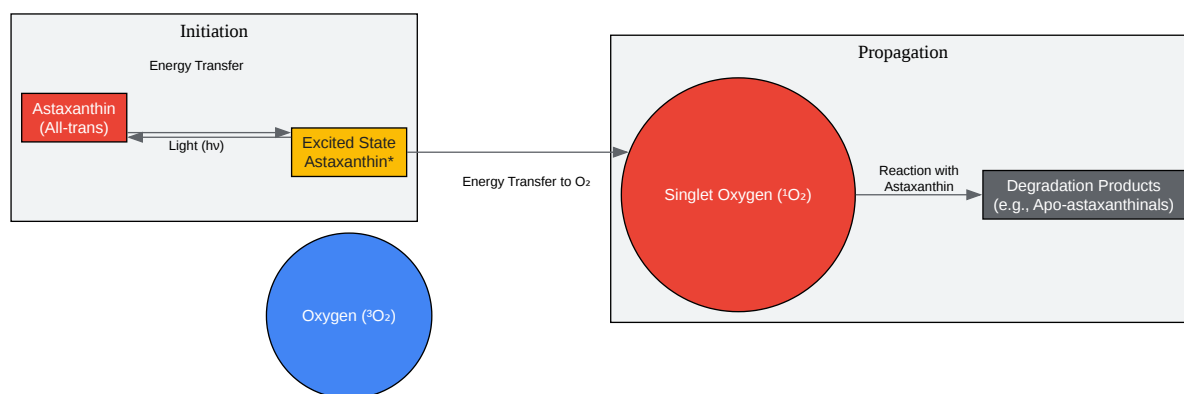 Initiation
Energy Transfer
Astaxanthin
(All-trans)
Light (hν)
Excited State
Astaxanthin*
Energy Transfer to O₂
Oxygen (³O₂)
Propagation
Singlet Oxygen (¹O₂)
Reaction with
Astaxanthin
Degradation Products
(e.g., Apo-astaxanthinals)